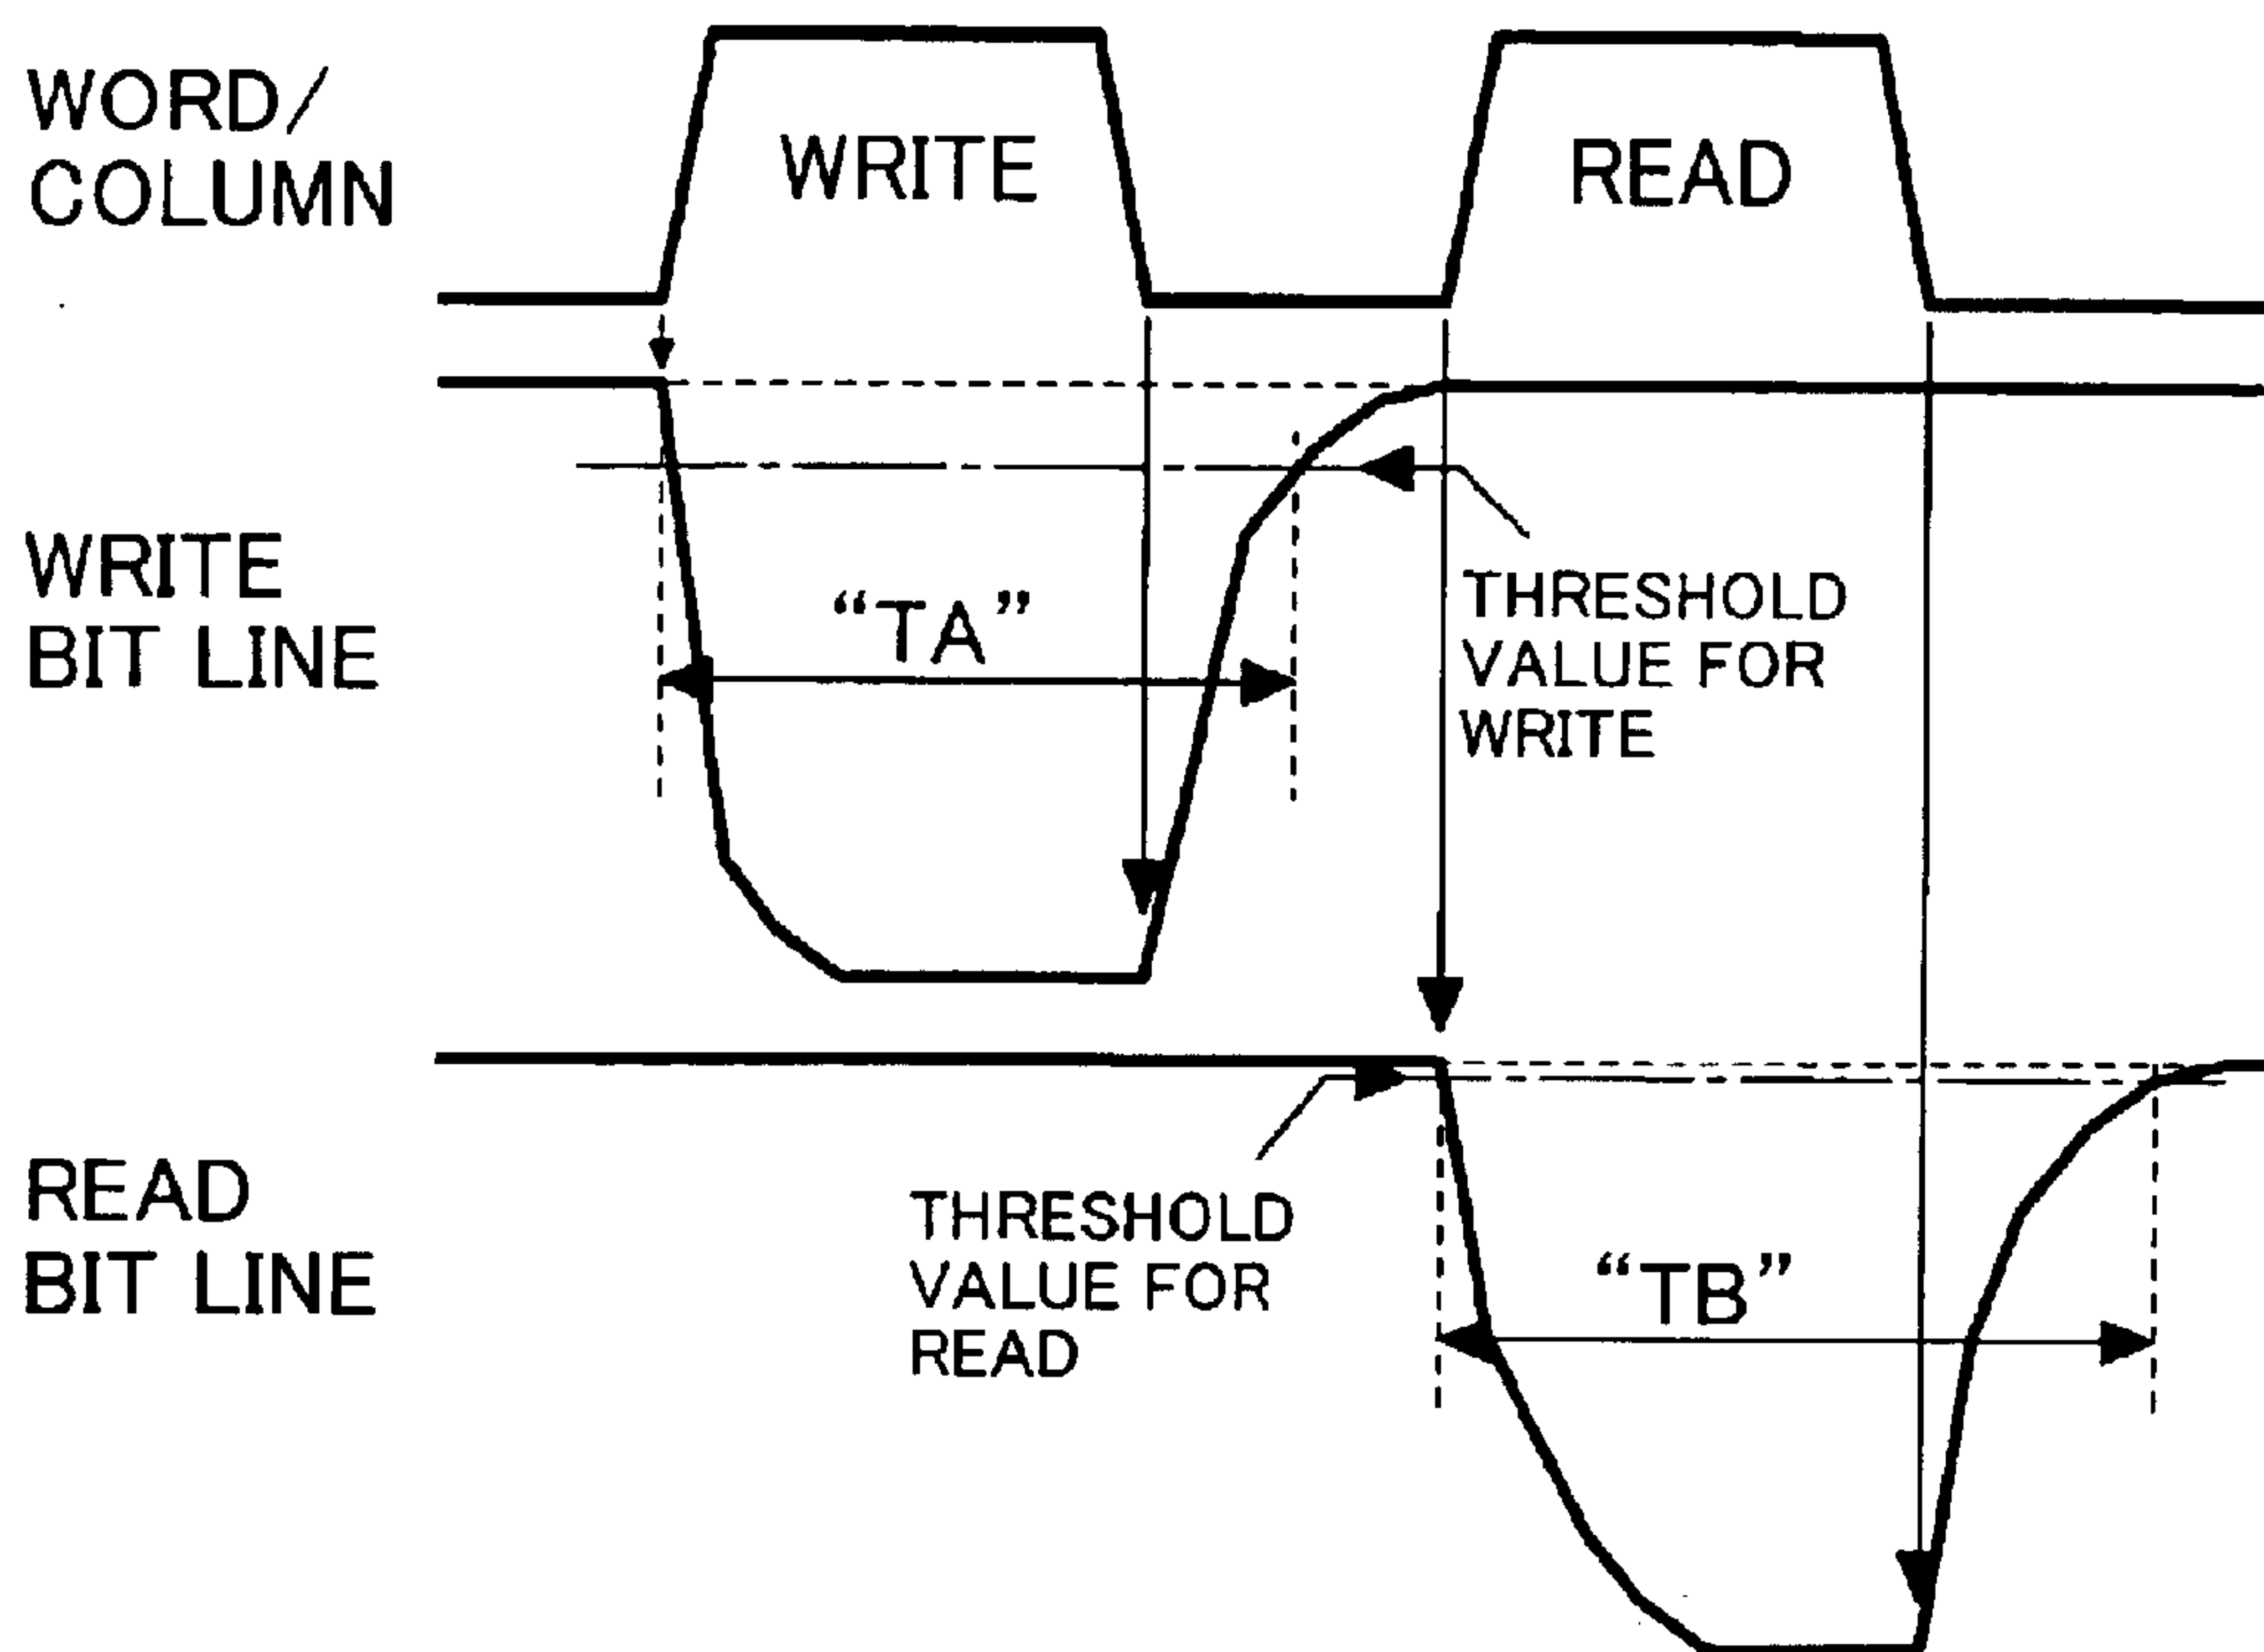 WORD/
COLUMN
WRITE
READ
WRITE
BIT LINE
“TA”
THRESHOLD
VALUE FOR
WRITE
READ
BIT LINE
THRESHOLD
VALUE FOR
READ
“TB”